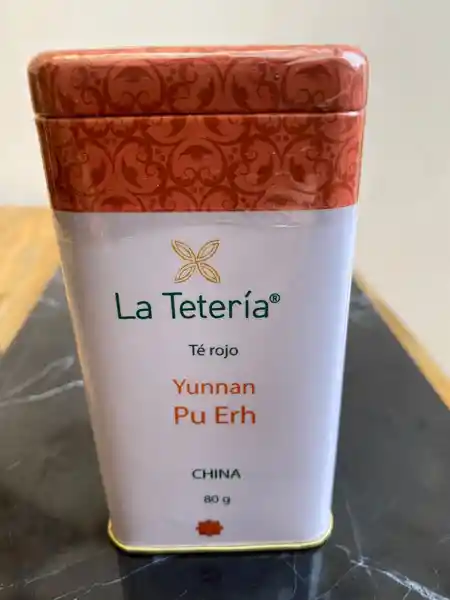 La Tetería®
Té rojo
Yunnan
Pu Erh
CHINA
80 g